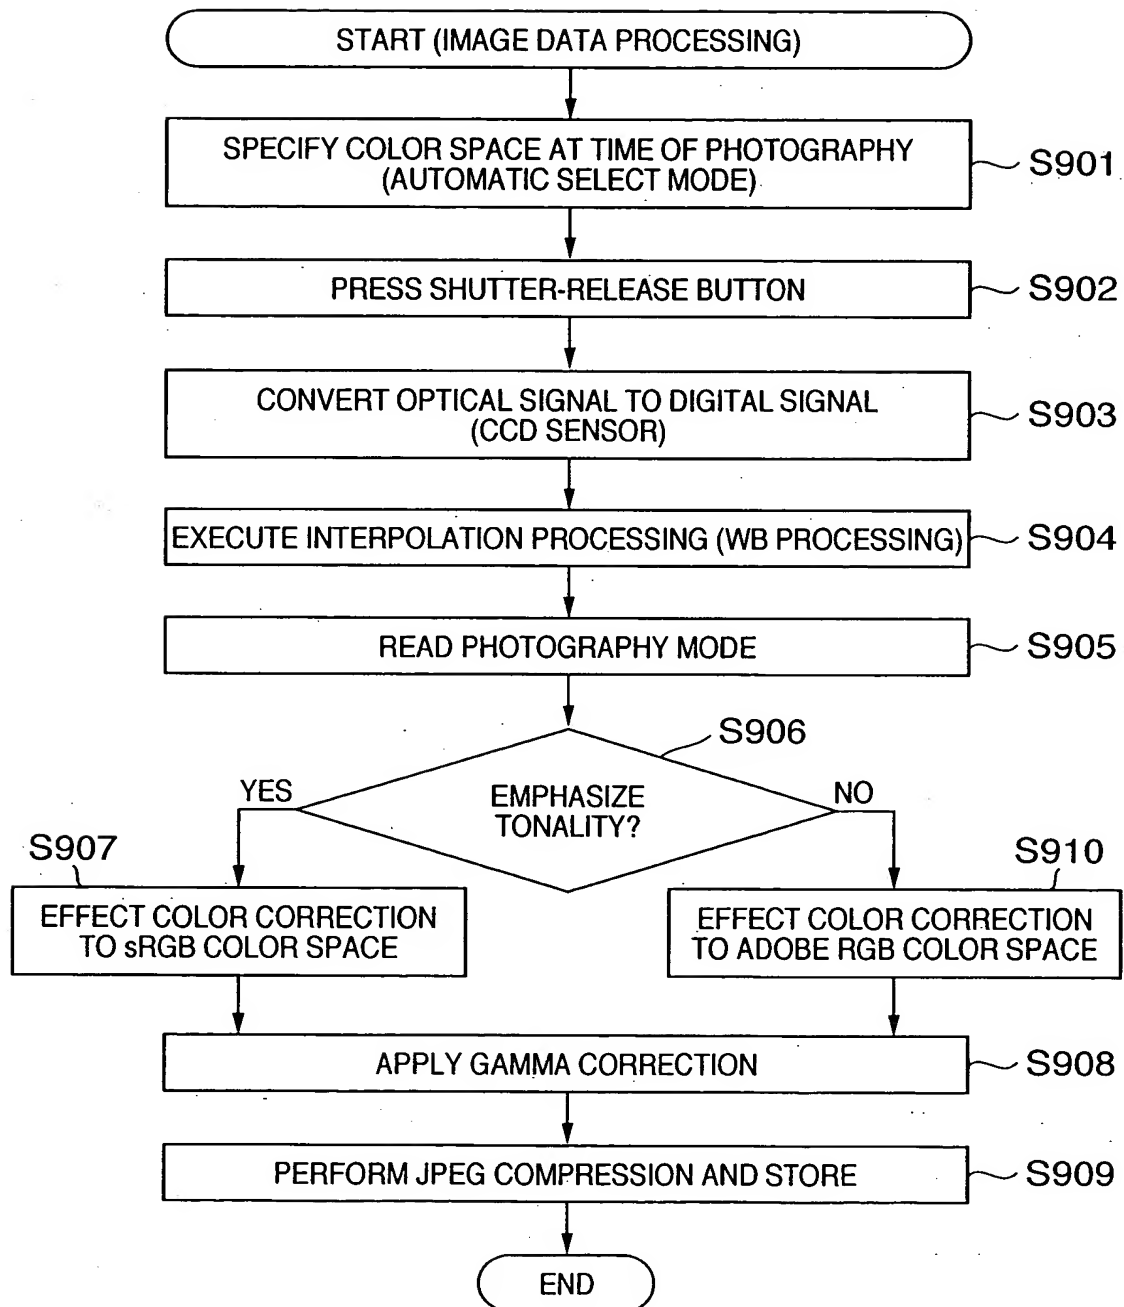 START (IMAGE DATA PROCESSING)
SPECIFY COLOR SPACE AT TIME OF PHOTOGRAPHY
(AUTOMATIC SELECT MODE)
S901
PRESS SHUTTER-RELEASE BUTTON
S902
CONVERT OPTICAL SIGNAL TO DIGITAL SIGNAL
(CCD SENSOR)
S903
EXECUTE INTERPOLATION PROCESSING (WB PROCESSING)
S904
READ PHOTOGRAPHY MODE
S905
S906
YES
EMPHASIZE
TONALITY?
NO
S907
EFFECT COLOR CORRECTION
TO sRGB COLOR SPACE
S910
EFFECT COLOR CORRECTION
TO ADOBE RGB COLOR SPACE
APPLY GAMMA CORRECTION
S908
PERFORM JPEG COMPRESSION AND STORE
S909
END